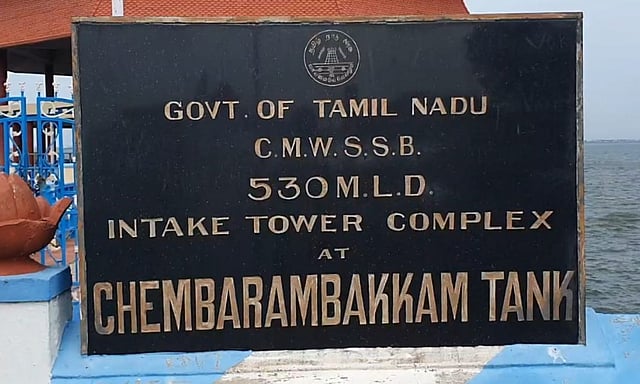 GOVT. OF TAMIL NADU
C.M.W.S.S.B.
530 M.L.D.
INTAKE TOWER COMPLEX
AT
CHEMBARAMBAKKAM TANK